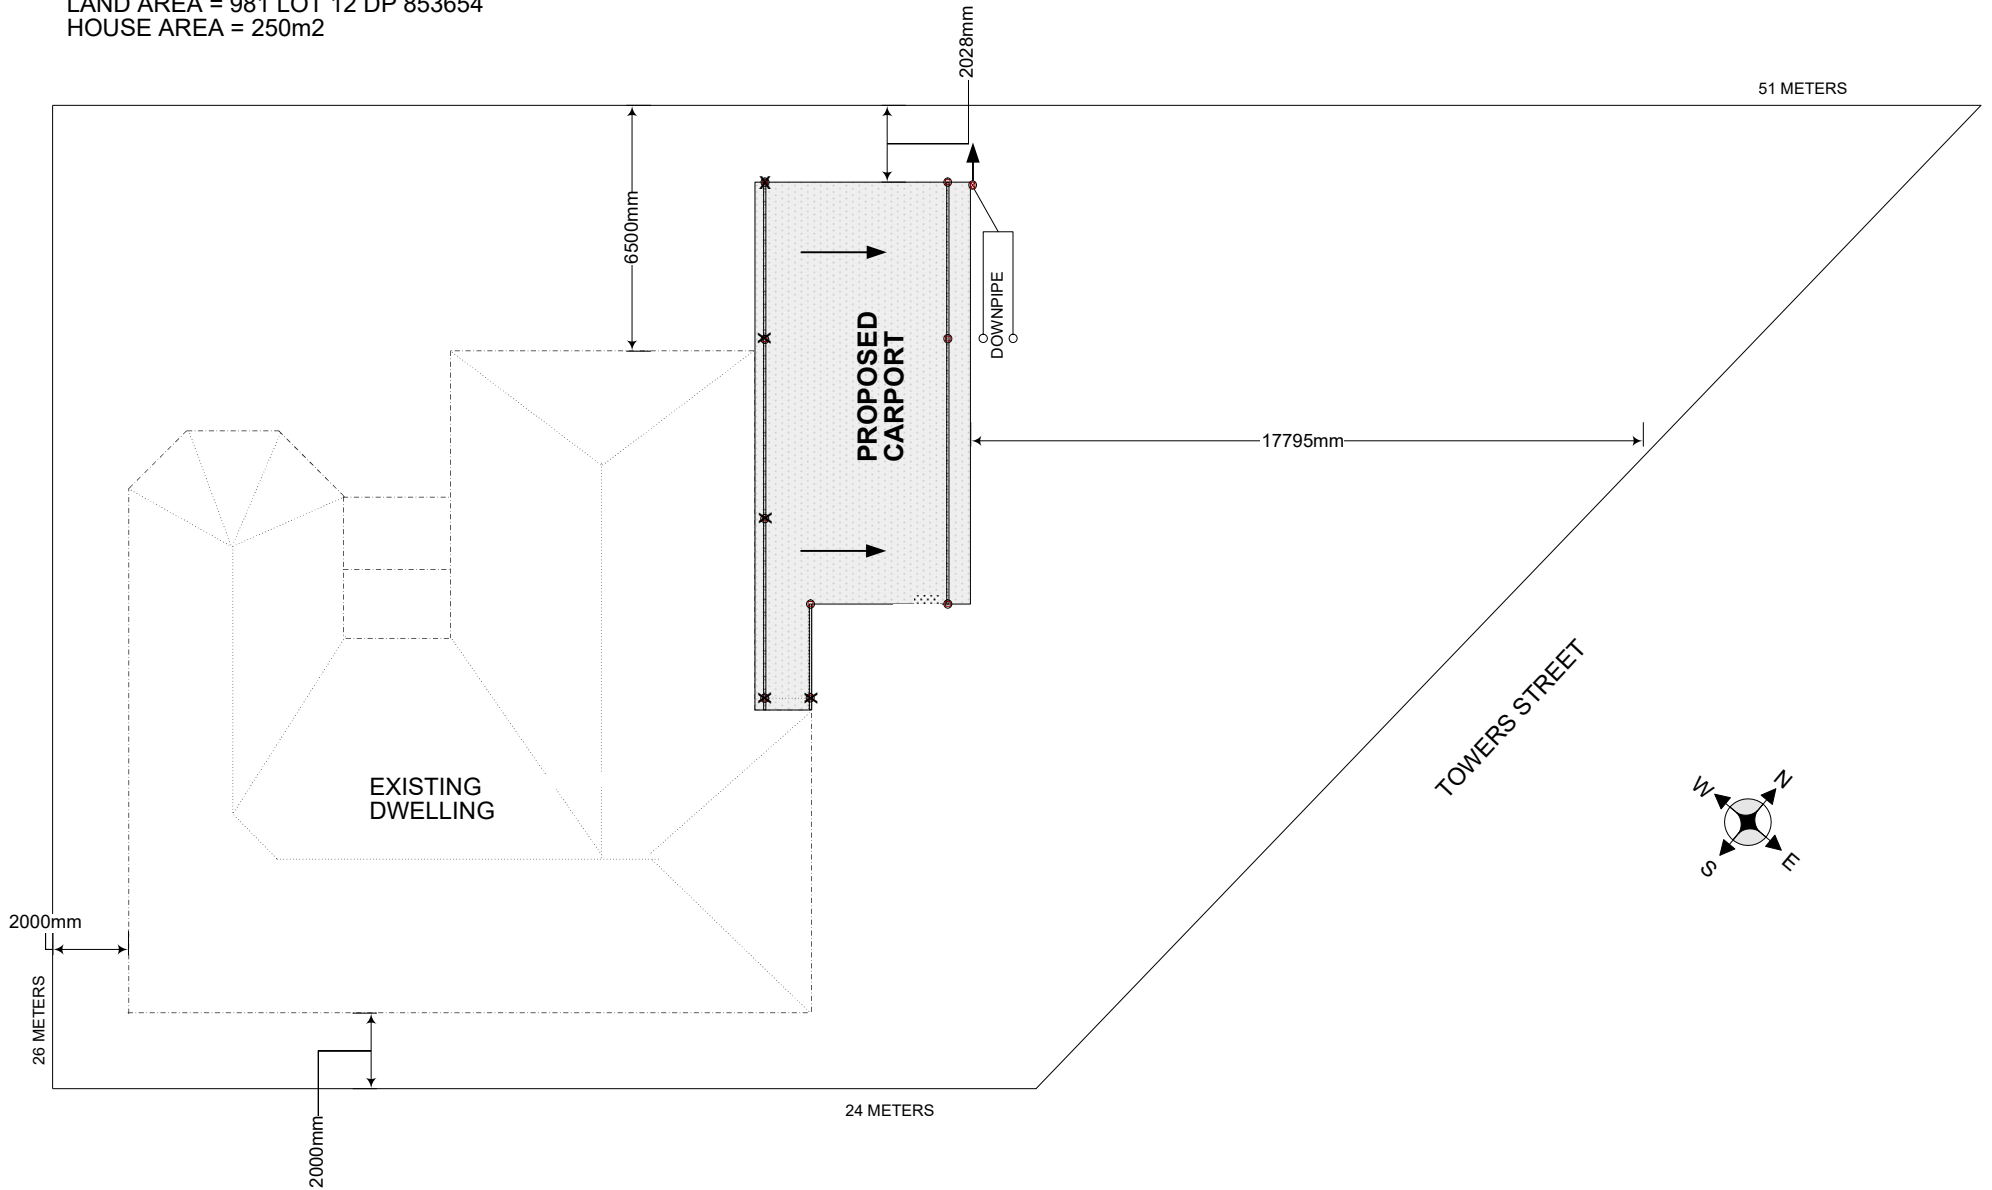 LAND AREA = 981 LOT 12 DP 853654
HOUSE AREA = 250m2
2028mm
51 METERS
6500mm
DOWNPIPE
PROPOSED
CARPORT
17795mm
TOWERS STREET
EXISTING
DWELLING
W
N
S
E
2000mm
26 METERS
24 METERS
2000mm